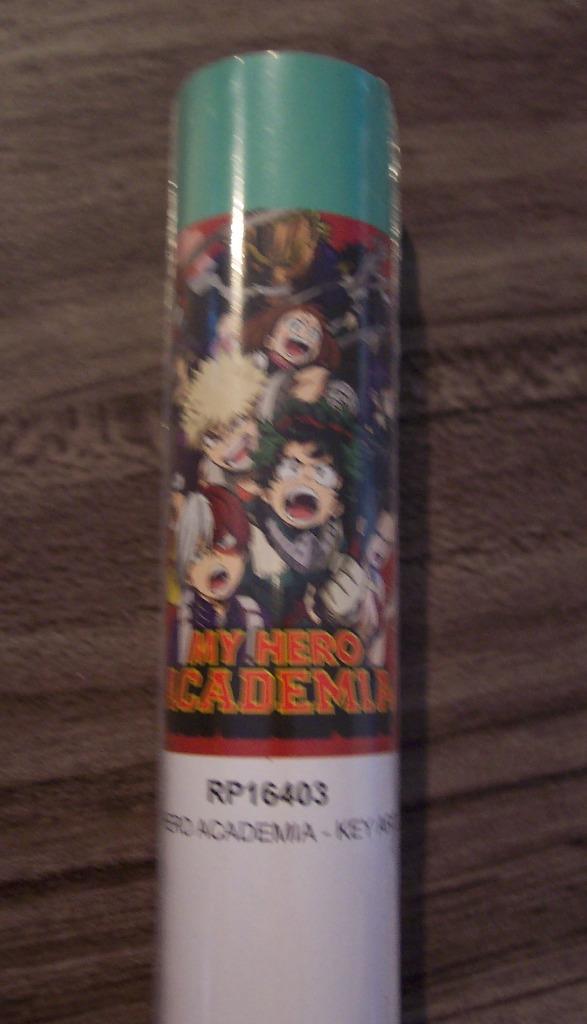 MY HERO
ACADEMIA
RP16403
ERO ACADEMIA - KEY AR